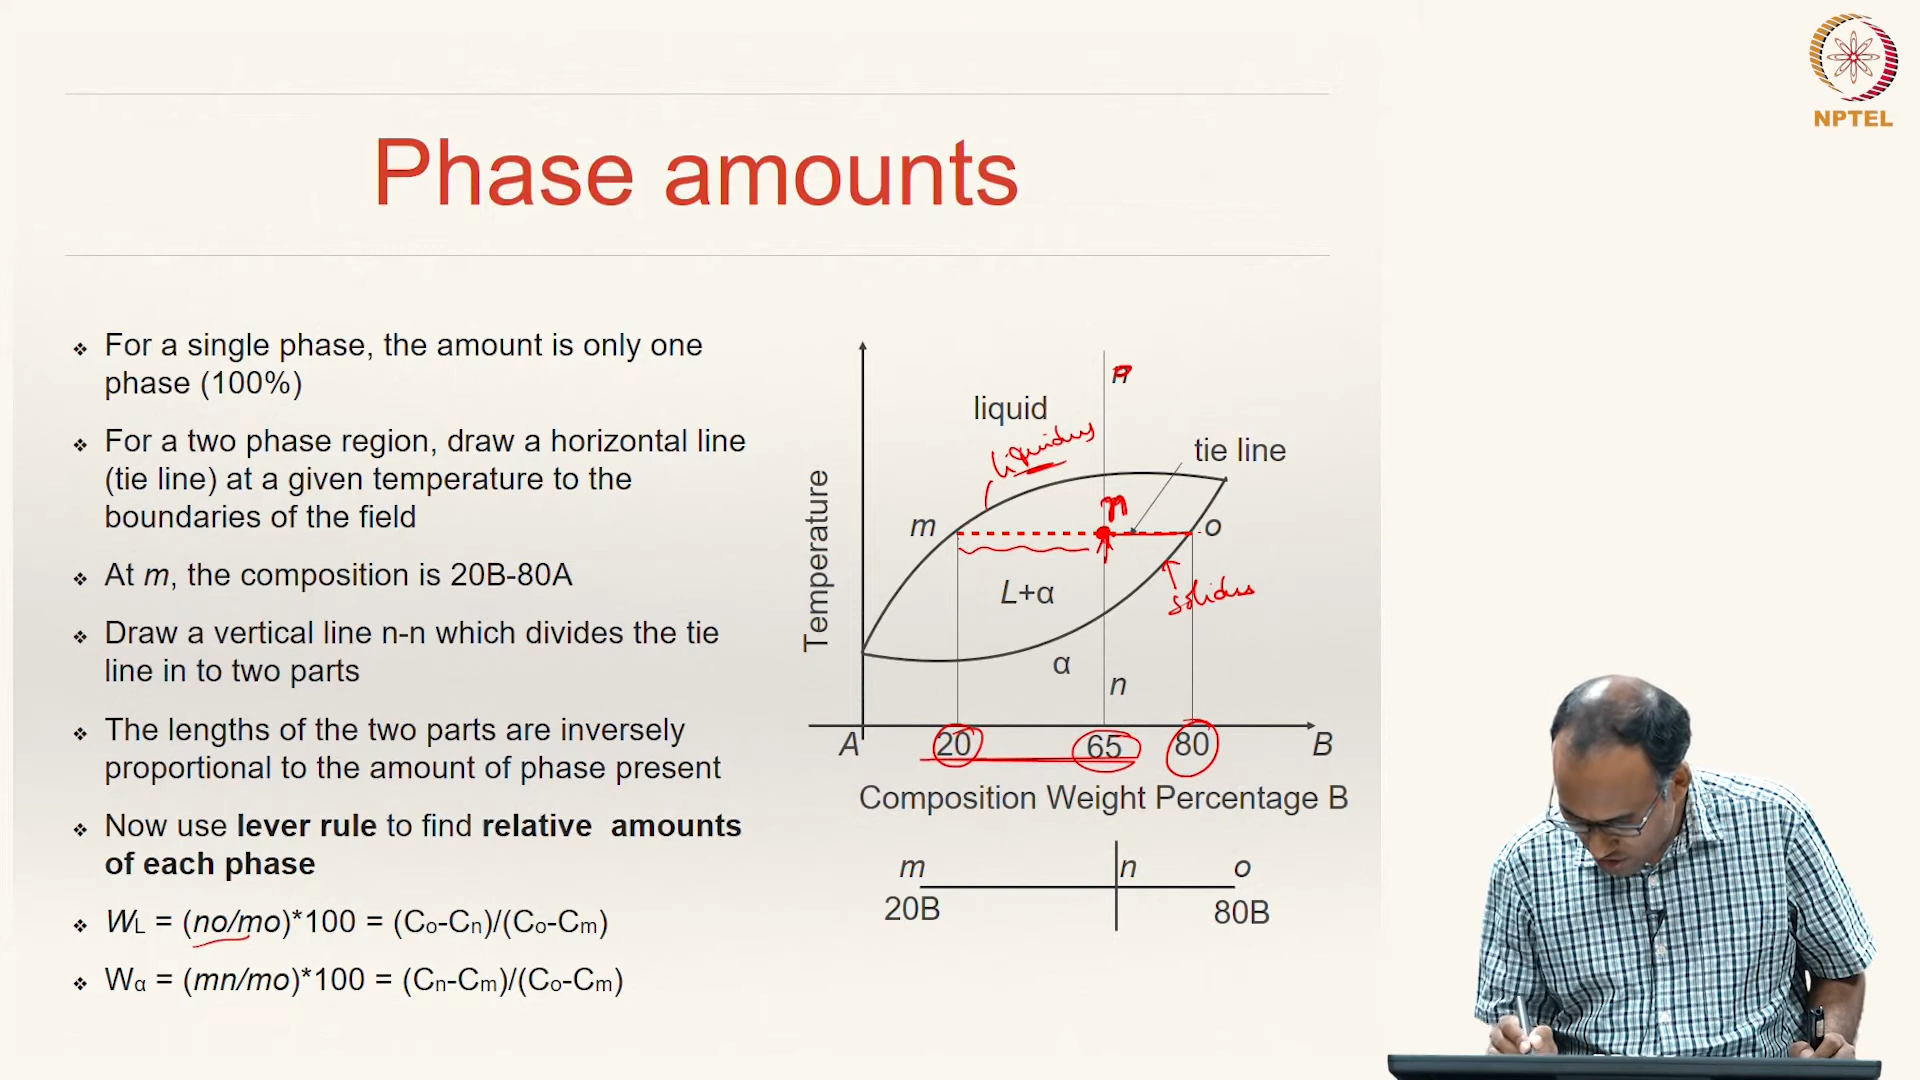 NPTEL
Phase amounts
❖ For a single phase, the amount is only one
phase (100%)
❖ For a two phase region, draw a horizontal line
(tie line) at a given temperature to the
boundaries of the field
❖ At m, the composition is 20B-80A
❖ Draw a vertical line n-n which divides the tie
line in to two parts
❖ The lengths of the two parts are inversely
proportional to the amount of phase present
❖ Now use lever rule to find relative amounts
of each phase
❖ WL = (no/mo)*100 = (Co-Cn)/(Co-Cm)
❖ Wα = (mn/mo)*100 = (Cn-Cm)/(Co-Cm)
n
liquid
liquidus
tie line
Temperature
m
n
o
L+α
solidus
α
n
A 20 65 80 B
Composition Weight Percentage B
m n o
20B 80B